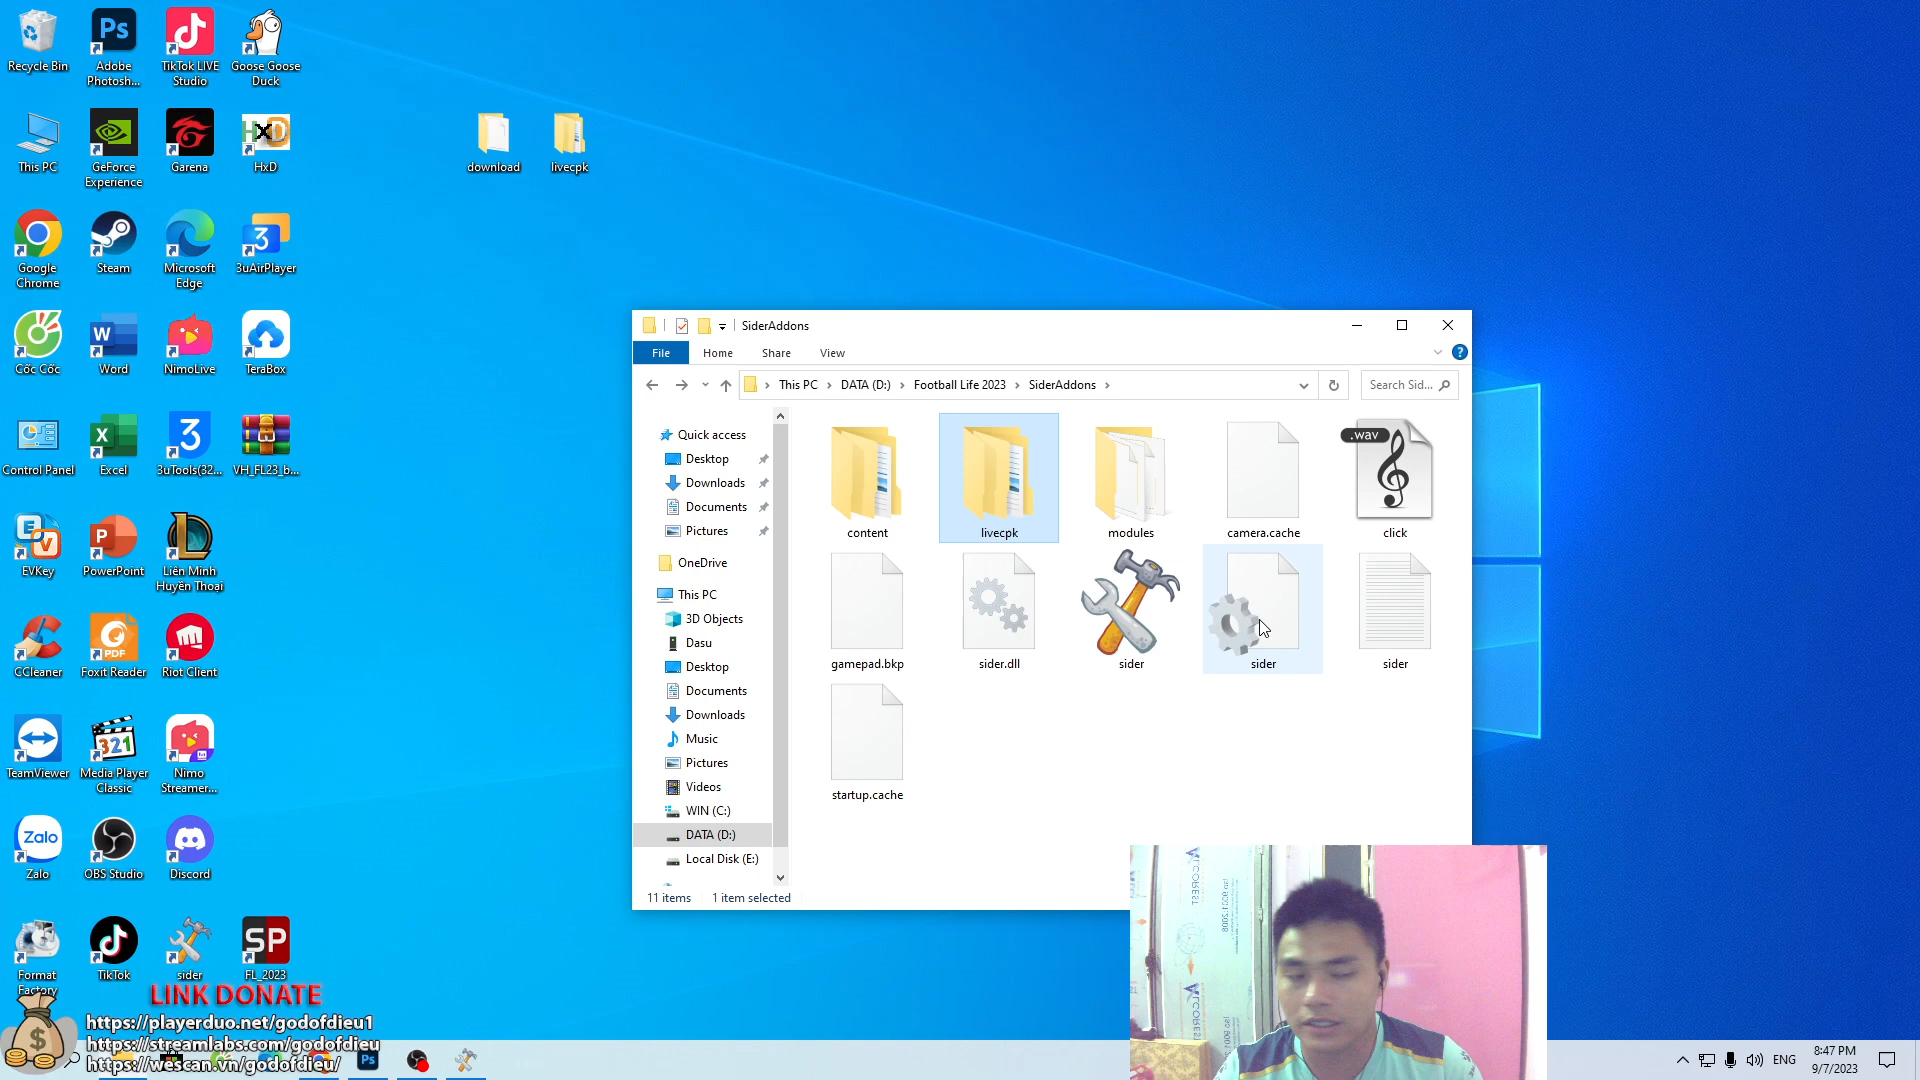 Recycle Bin
Adobe
Photosh...
TikTok LIVE
Studio
Goose Goose
Duck
This PC
GeForce
Experience
Garena
HxD
download
livecpk
Google
Chrome
Steam
Microsoft
Edge
3uAirPlayer
Cốc Cốc
Word
NimoLive
TeraBox
Control Panel
Excel
3uTools(32...
VH_FL23_b...
EVKey
PowerPoint
Liên Minh
Huyền Thoại
CCleaner
Foxit Reader
Riot Client
TeamViewer
Media Player
Classic
Nimo
Streamer...
Zalo
OBS Studio
Discord
Format
Factory
TikTok
sider
FL_2023
LINK DONATE
https://playerduo.net/godofdieu1
https://streamlabs.com/godofdieu
https://wescan.vn/godofdieu/
SiderAddons
File
Home
Share
View
This PC
DATA (D:)
Football Life 2023
SiderAddons
Search Sid...
Quick access
Desktop
Downloads
Documents
Pictures
OneDrive
This PC
3D Objects
Dasu
Desktop
Documents
Downloads
Music
Pictures
Videos
WIN (C:)
DATA (D:)
Local Disk (E:)
content
livecpk
modules
camera.cache
.wav
click
gamepad.bkp
sider.dll
sider
sider
sider
startup.cache
11 items
1 item selected
ENG
8:47 PM
9/7/2023